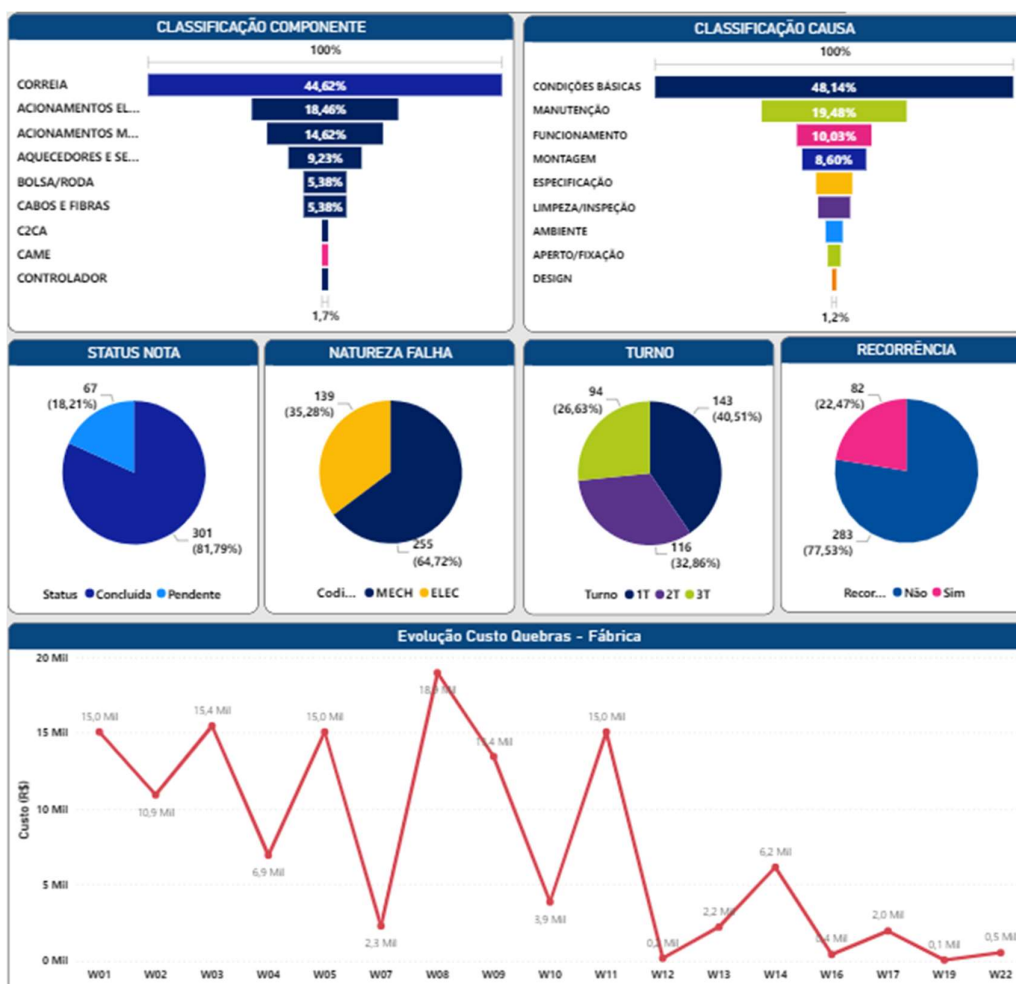 CLASSIFICAÇÃO COMPONENTE
100%
CORREIA 44,62%
ACIONAMENTOS EL... 18,46%
ACIONAMENTOS M... 14,62%
AQUECEDORES E SE... 9,23%
BOLSA/RODA 5,38%
CABOS E FIBRAS 5,38%
C2CA
CAME
CONTROLADOR
1,7%
CLASSIFICAÇÃO CAUSA
100%
CONDIÇÕES BÁSICAS 48,14%
MANUTENÇÃO 19,48%
FUNCIONAMENTO 10,03%
MONTAGEM 8,60%
ESPECIFICAÇÃO
LIMPEZA/INSPEÇÃO
AMBIENTE
APERTO/FIXAÇÃO
DESIGN
1,2%
STATUS NOTA
67
(18,21%)
301
(81,79%)
Status Concluida Pendente
NATUREZA FALHA
139
(35,28%)
255
(64,72%)
Codi... MECH ELEC
TURNO
94
(26,63%)
143
(40,51%)
116
(32,86%)
Turno 1T 2T 3T
RECORRÊNCIA
82
(22,47%)
283
(77,53%)
Recor... Não Sim
Evolução Custo Quebras - Fábrica
Custo (R$)
20 Mil
15 Mil
10 Mil
5 Mil
0 Mil
15,0 Mil
10,9 Mil
15,4 Mil
6,9 Mil
15,0 Mil
2,3 Mil
Mil
Mil
3,9 Mil
15,0 Mil
Mil
2,2 Mil
6,2 Mil
Mil
2,0 Mil
0,1 Mil
0,5 Mil
W01 W02 W03 W04 W05 W07 W08 W09 W10 W11 W12 W13 W14 W16 W17 W19 W22